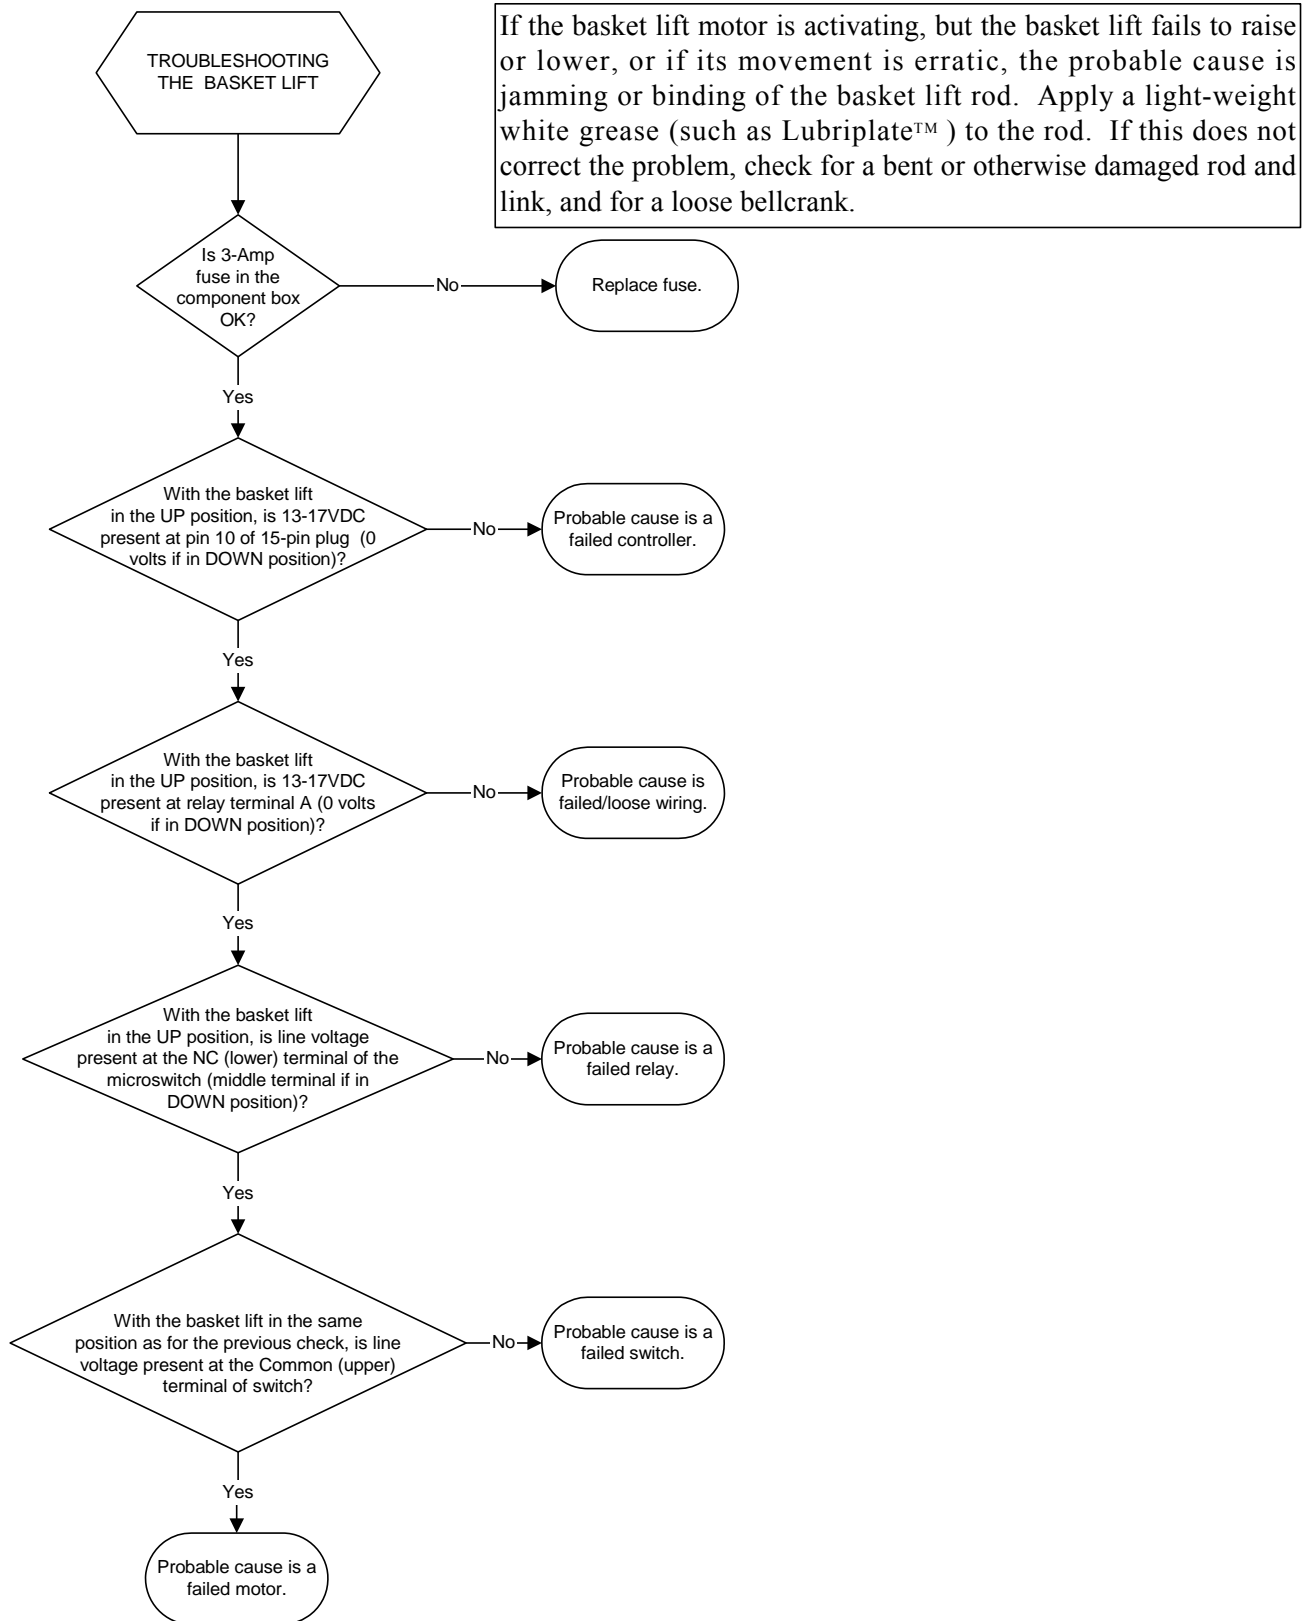 TROUBLESHOOTING
THE BASKET LIFT
If the basket lift motor is activating, but the basket lift fails to raise
or lower, or if its movement is erratic, the probable cause is
jamming or binding of the basket lift rod. Apply a light-weight
white grease (such as Lubriplate™ ) to the rod. If this does not
correct the problem, check for a bent or otherwise damaged rod and
link, and for a loose bellcrank.
Is 3-Amp
fuse in the
component box
OK?
No
Replace fuse.
Yes
With the basket lift
in the UP position, is 13-17VDC
present at pin 10 of 15-pin plug (0
volts if in DOWN position)?
No
Probable cause is a
failed controller.
Yes
With the basket lift
in the UP position, is 13-17VDC
present at relay terminal A (0 volts
if in DOWN position)?
No
Probable cause is
failed/loose wiring.
Yes
With the basket lift
in the UP position, is line voltage
present at the NC (lower) terminal of the
microswitch (middle terminal if in
DOWN position)?
No
Probable cause is a
failed relay.
Yes
With the basket lift in the same
position as for the previous check, is line
voltage present at the Common (upper)
terminal of switch?
No
Probable cause is a
failed switch.
Yes
Probable cause is a
failed motor.